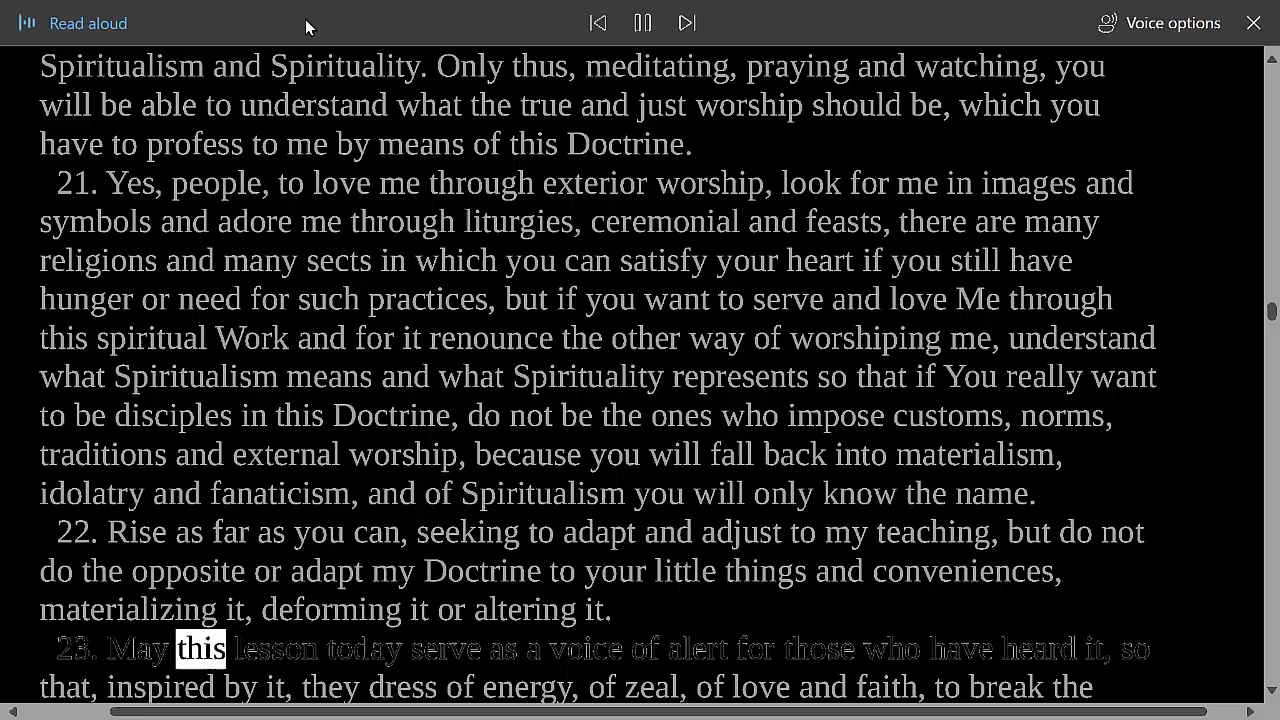 Read aloud
Voice options
Spiritualism and Spirituality. Only thus, meditating, praying and watching, you
will be able to understand what the true and just worship should be, which you
have to profess to me by means of this Doctrine.
21. Yes, people, to love me through exterior worship, look for me in images and
symbols and adore me through liturgies, ceremonial and feasts, there are many
religions and many sects in which you can satisfy your heart if you still have
hunger or need for such practices, but if you want to serve and love Me through
this spiritual Work and for it renounce the other way of worshiping me, understand
what Spiritualism means and what Spirituality represents so that if You really want
to be disciples in this Doctrine, do not be the ones who impose customs, norms,
traditions and external worship, because you will fall back into materialism,
idolatry and fanaticism, and of Spiritualism you will only know the name.
22. Rise as far as you can, seeking to adapt and adjust to my teaching, but do not
do the opposite or adapt my Doctrine to your little things and conveniences,
materializing it, deforming it or altering it.
23. May this lesson today serve as a voice of alert for those who have heard it, so
that, inspired by it, they dress of energy, of zeal, of love and faith, to break the